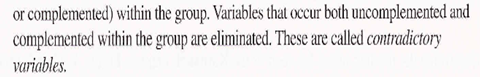 or complemented) within the group. Variables that occur both uncomplemented and
complemented within the group are eliminated. These are called contradictory
variables.